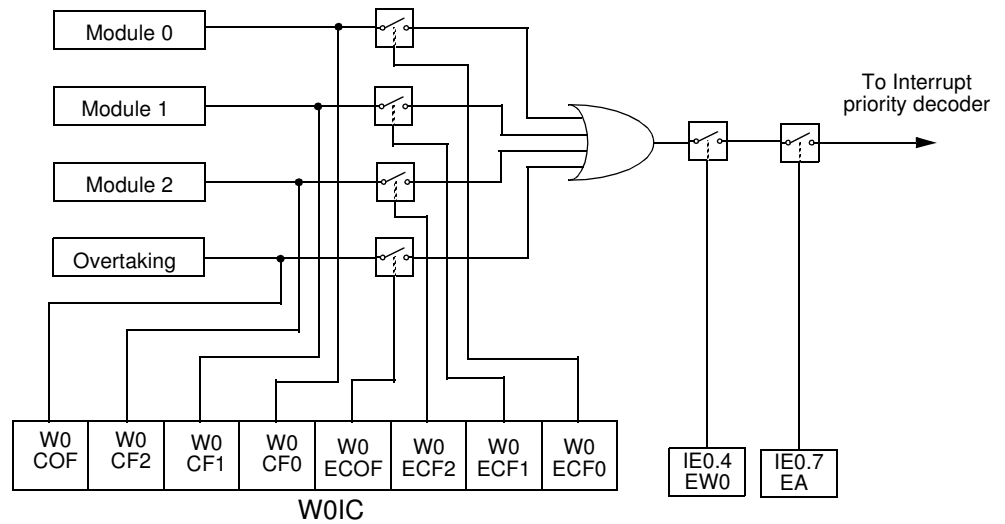 Module 0
Module 1
Module 2
Overtaking
To Interrupt
priority decoder
W0
COF
W0
CF2
W0
CF1
W0
CF0
W0
ECOF
W0
ECF2
W0
ECF1
W0
ECF0
IE0.4
EW0
IE0.7
EA
W0IC